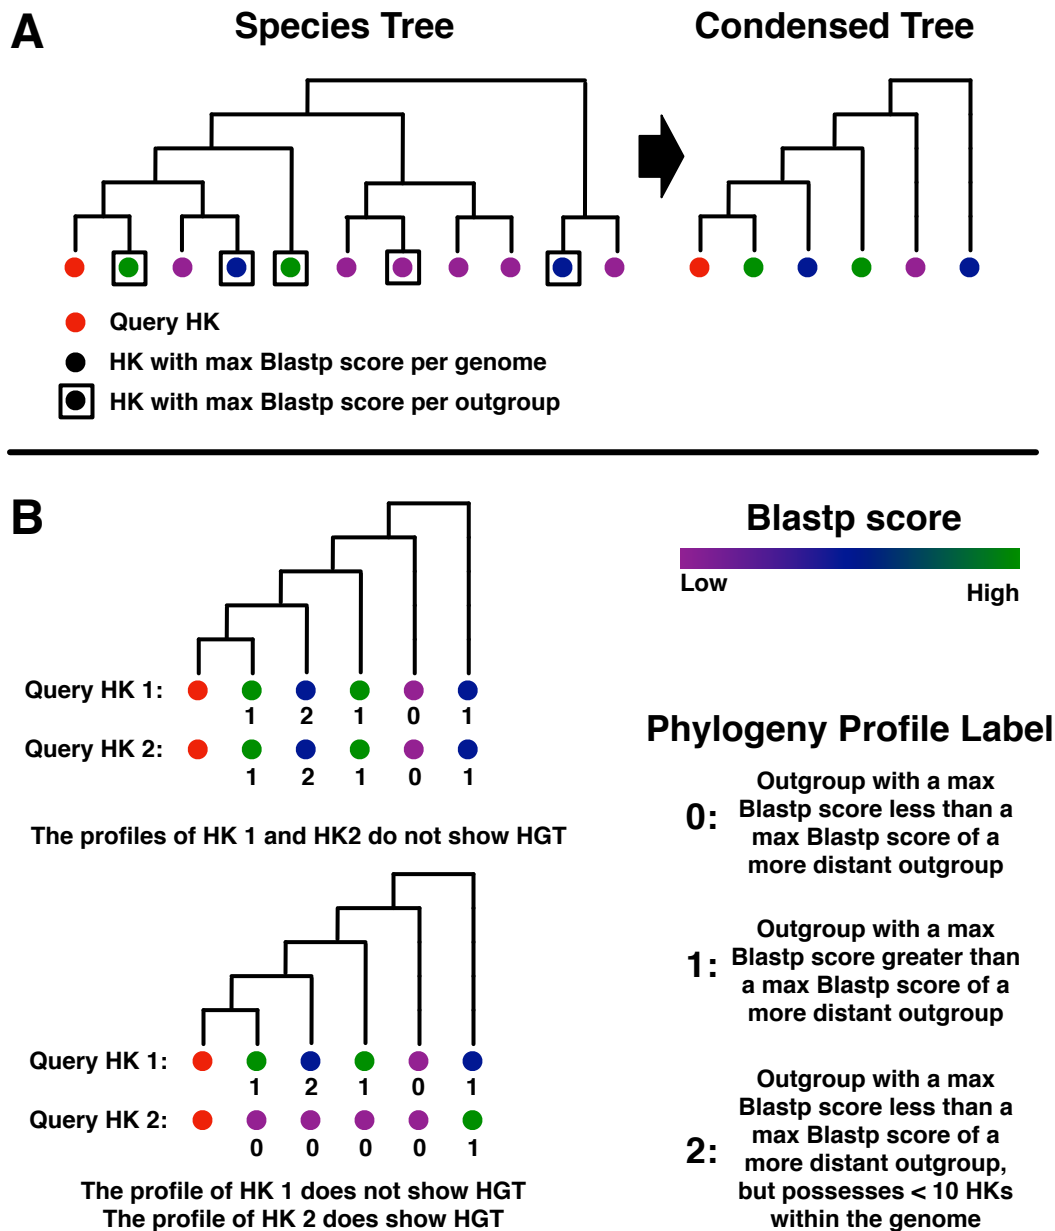 A
Species Tree
Condensed Tree
Query HK
HK with max Blastp score per genome
HK with max Blastp score per outgroup
B
Query HK 1:
1 2 1 0 1
Query HK 2:
1 2 1 0 1
The profiles of HK 1 and HK2 do not show HGT
Query HK 1:
1 2 1 0 1
Query HK 2:
0 0 0 0 1
The profile of HK 1 does not show HGT
The profile of HK 2 does show HGT
Blastp score
Low
High
Phylogeny Profile Label
0:
Outgroup with a max
Blastp score less than a
max Blastp score of a
more distant outgroup
1:
Outgroup with a max
Blastp score greater than
a max Blastp score of a
more distant outgroup
2:
Outgroup with a max
Blastp score less than a
max Blastp score of a
more distant outgroup,
but possesses < 10 HKs
within the genome